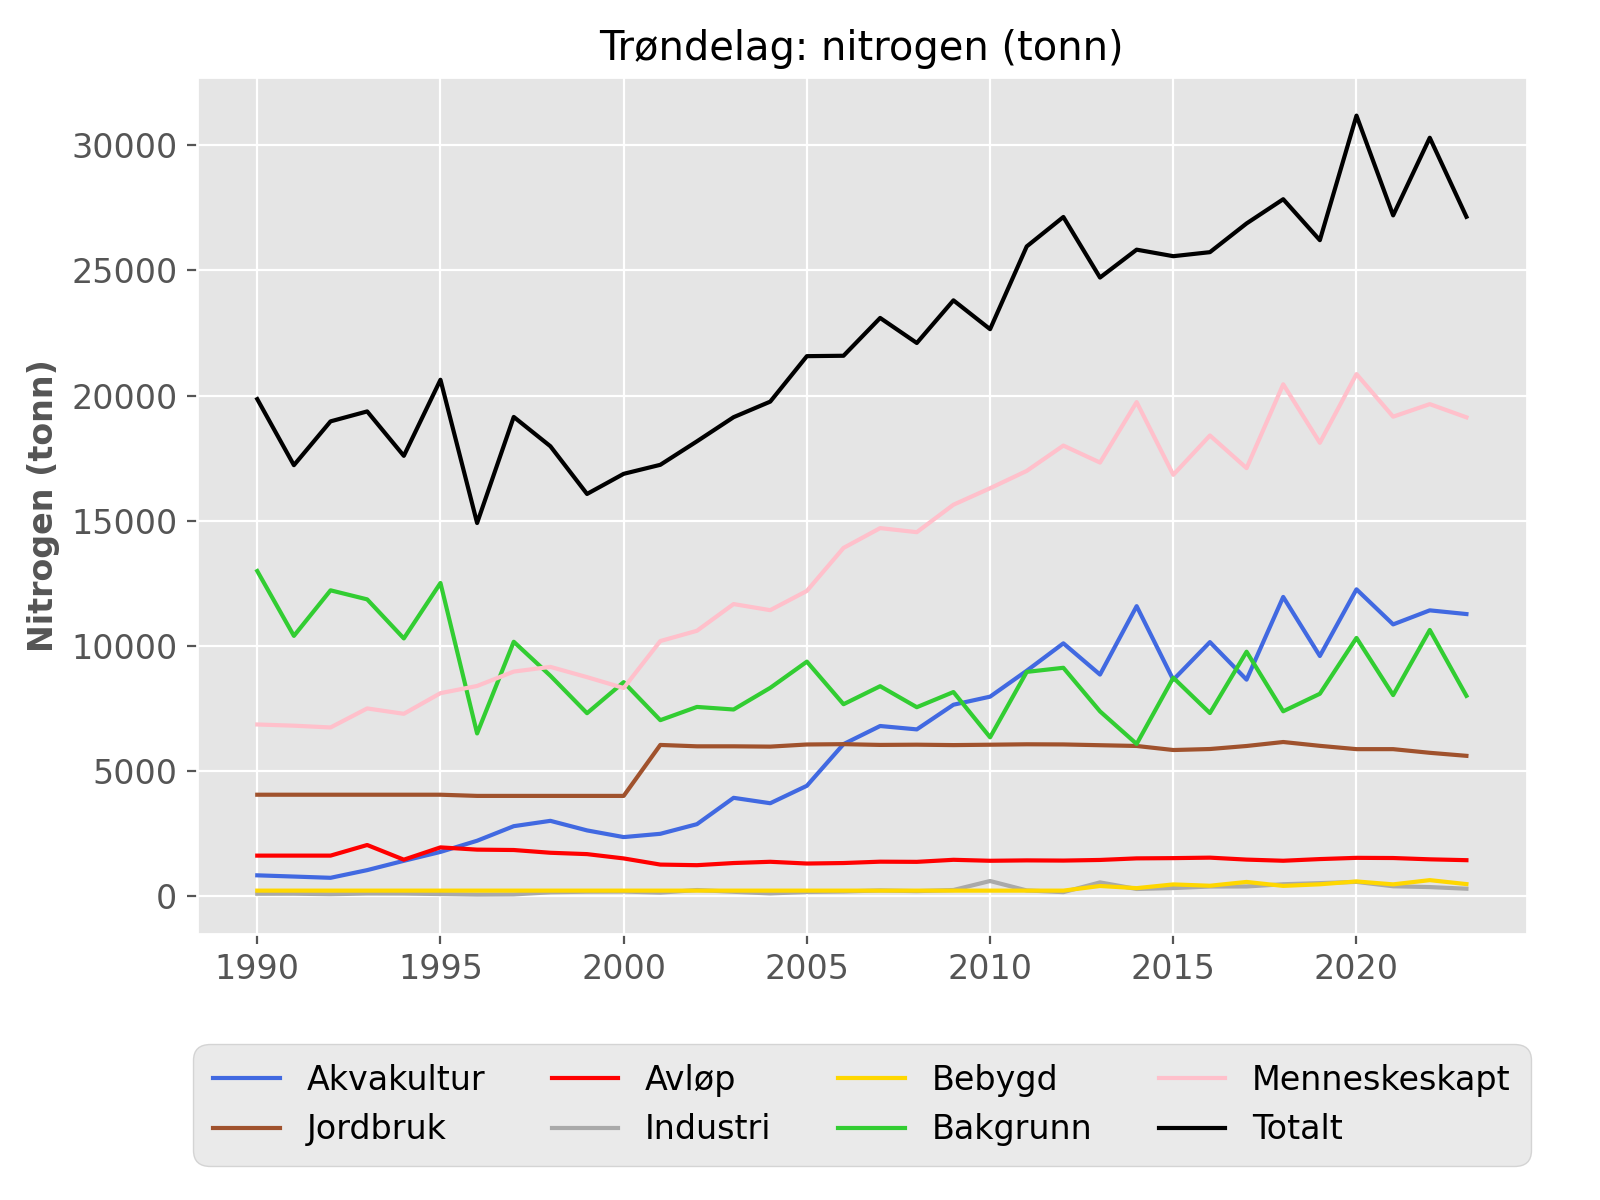 Trøndelag: nitrogen (tonn)
Nitrogen (tonn)
30000
25000
20000
15000
10000
5000
0
1990 1995 2000 2005 2010 2015 2020
Akvakultur Avløp Bebygd Menneskeskapt
Jordbruk Industri Bakgrunn Totalt